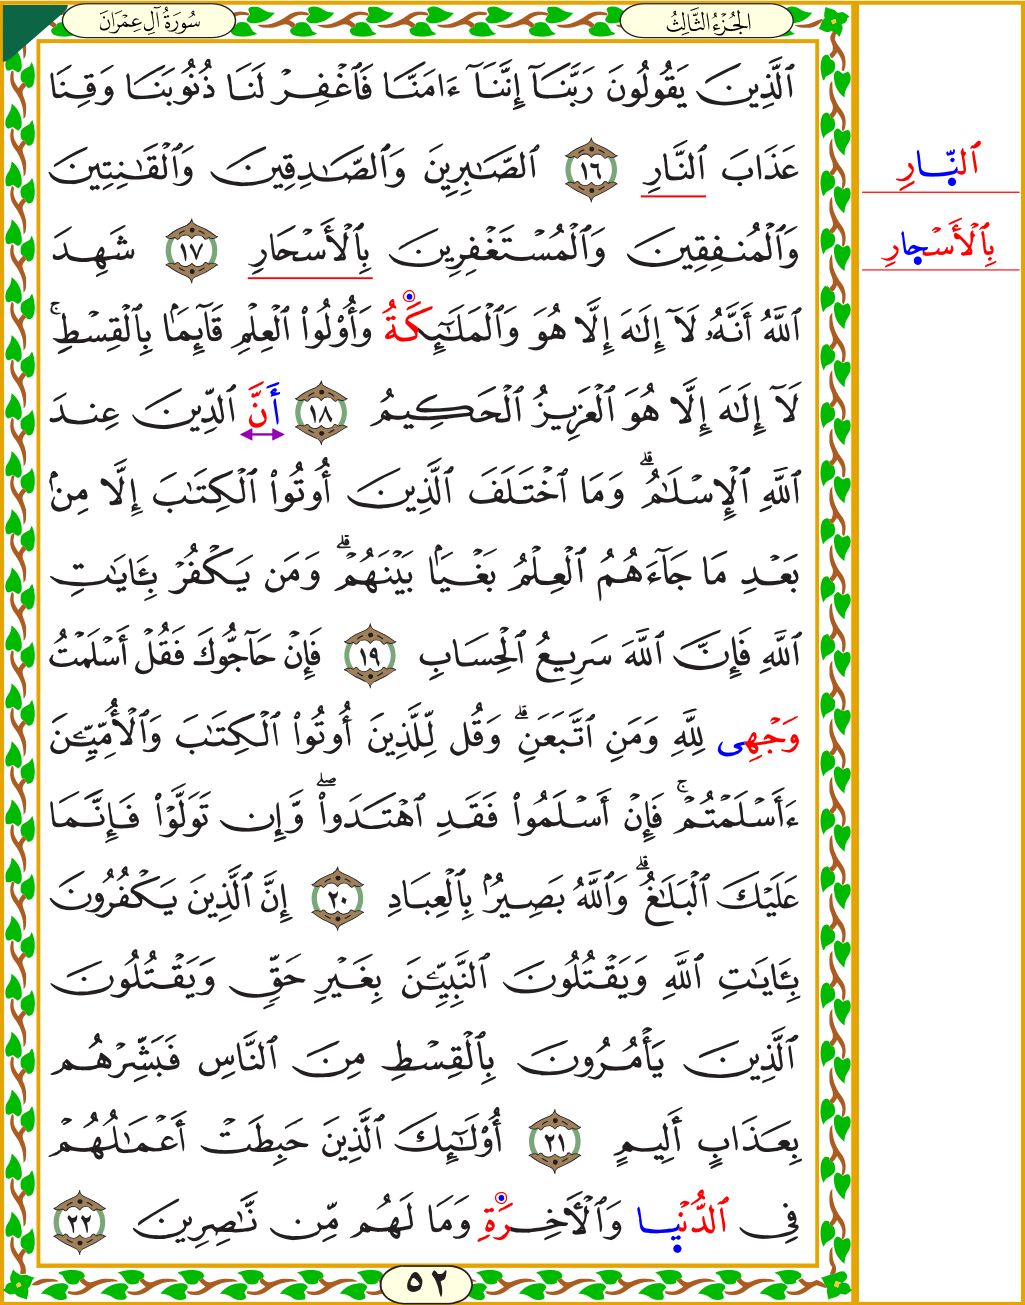 سُورَةُ آلِ عِمْرَانَ
الجُزْءُ الثَّالِثُ
ٱلَّذِينَ يَقُولُونَ رَبَّنَآ إِنَّنَآ ءَامَنَّا فَٱغْفِرْ لَنَا ذُنُوبَنَا وَقِنَا
عَذَابَ ٱلنَّارِ ١٦ ٱلصَّٰبِرِينَ وَٱلصَّٰدِقِينَ وَٱلْقَٰنِتِينَ
وَٱلْمُنفِقِينَ وَٱلْمُسْتَغْفِرِينَ بِٱلْأَسْحَارِ ١٧ شَهِدَ
ٱللَّهُ أَنَّهُۥ لَآ إِلَٰهَ إِلَّا هُوَ وَٱلْمَلَٰٓئِكَةُ وَأُو۟لُوا۟ ٱلْعِلْمِ قَآئِمَۢا بِٱلْقِسْطِ ۚ
لَآ إِلَٰهَ إِلَّا هُوَ ٱلْعَزِيزُ ٱلْحَكِيمُ ١٨ أَنَّ ٱلدِّينَ عِندَ
ٱللَّهِ ٱلْإِسْلَٰمُ ۗ وَمَا ٱخْتَلَفَ ٱلَّذِينَ أُوتُوا۟ ٱلْكِتَٰبَ إِلَّا مِنۢ
بَعْدِ مَا جَآءَهُمُ ٱلْعِلْمُ بَغْيَۢا بَيْنَهُمْ ۗ وَمَن يَكْفُرْ بِـَٔايَٰتِ
ٱللَّهِ فَإِنَّ ٱللَّهَ سَرِيعُ ٱلْحِسَابِ ١٩ فَإِنْ حَآجُّوكَ فَقُلْ أَسْلَمْتُ
وَجْهِى لِلَّهِ وَمَنِ ٱتَّبَعَنِ ۗ وَقُل لِّلَّذِينَ أُوتُوا۟ ٱلْكِتَٰبَ وَٱلْأُمِّيِّـۧنَ
ءَأَسْلَمْتُمْ ۚ فَإِنْ أَسْلَمُوا۟ فَقَدِ ٱهْتَدَوا۟ ۖ وَّإِن تَوَلَّوْا۟ فَإِنَّمَا
عَلَيْكَ ٱلْبَلَٰغُ ۗ وَٱللَّهُ بَصِيرٌۢ بِٱلْعِبَادِ ٢٠ إِنَّ ٱلَّذِينَ يَكْفُرُونَ
بِـَٔايَٰتِ ٱللَّهِ وَيَقْتُلُونَ ٱلنَّبِيِّـۧنَ بِغَيْرِ حَقٍّ وَيَقْتُلُونَ
ٱلَّذِينَ يَأْمُرُونَ بِٱلْقِسْطِ مِنَ ٱلنَّاسِ فَبَشِّرْهُم
بِعَذَابٍ أَلِيمٍ ٢١ أُو۟لَٰٓئِكَ ٱلَّذِينَ حَبِطَتْ أَعْمَٰلُهُمْ
فِى ٱلدُّنْيَا وَٱلْءَاخِرَةِ وَمَا لَهُم مِّن نَّٰصِرِينَ ٢٢
٥٢
ٱلنَّارِ
بِٱلْأَسْحَارِ